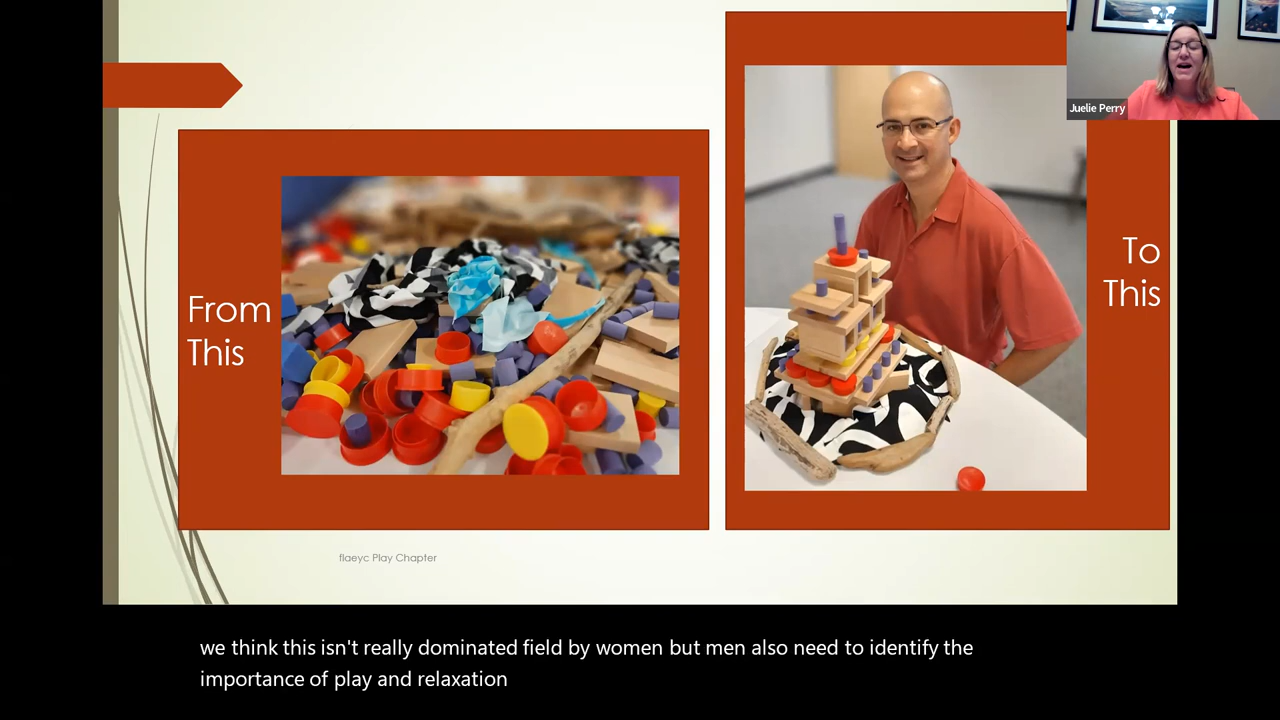 Juelie Perry
From
This
To
This
flaeyc Play Chapter
we think this isn't really dominated field by women but men also need to identify the
importance of play and relaxation